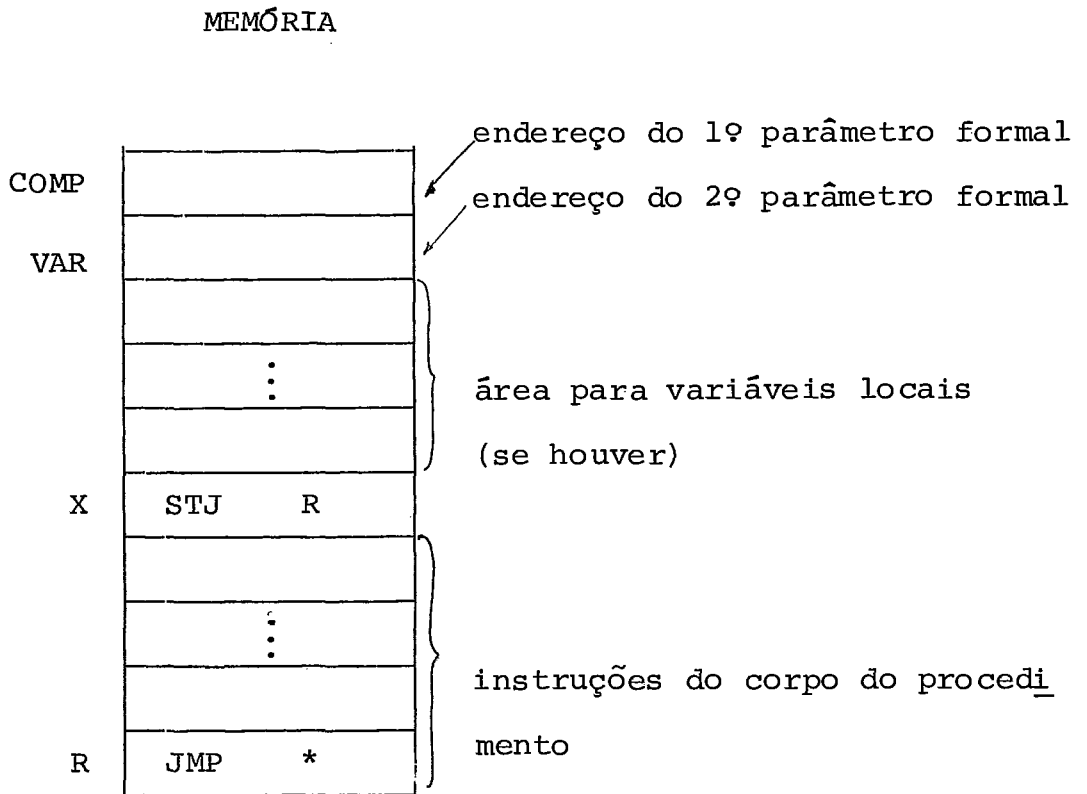 MEMÓRIA
endereço do 1º parâmetro formal
COMP
endereço do 2º parâmetro formal
VAR
área para variáveis locais
(se houver)
X STJ R
instruções do corpo do procedi
mento
R JMP *